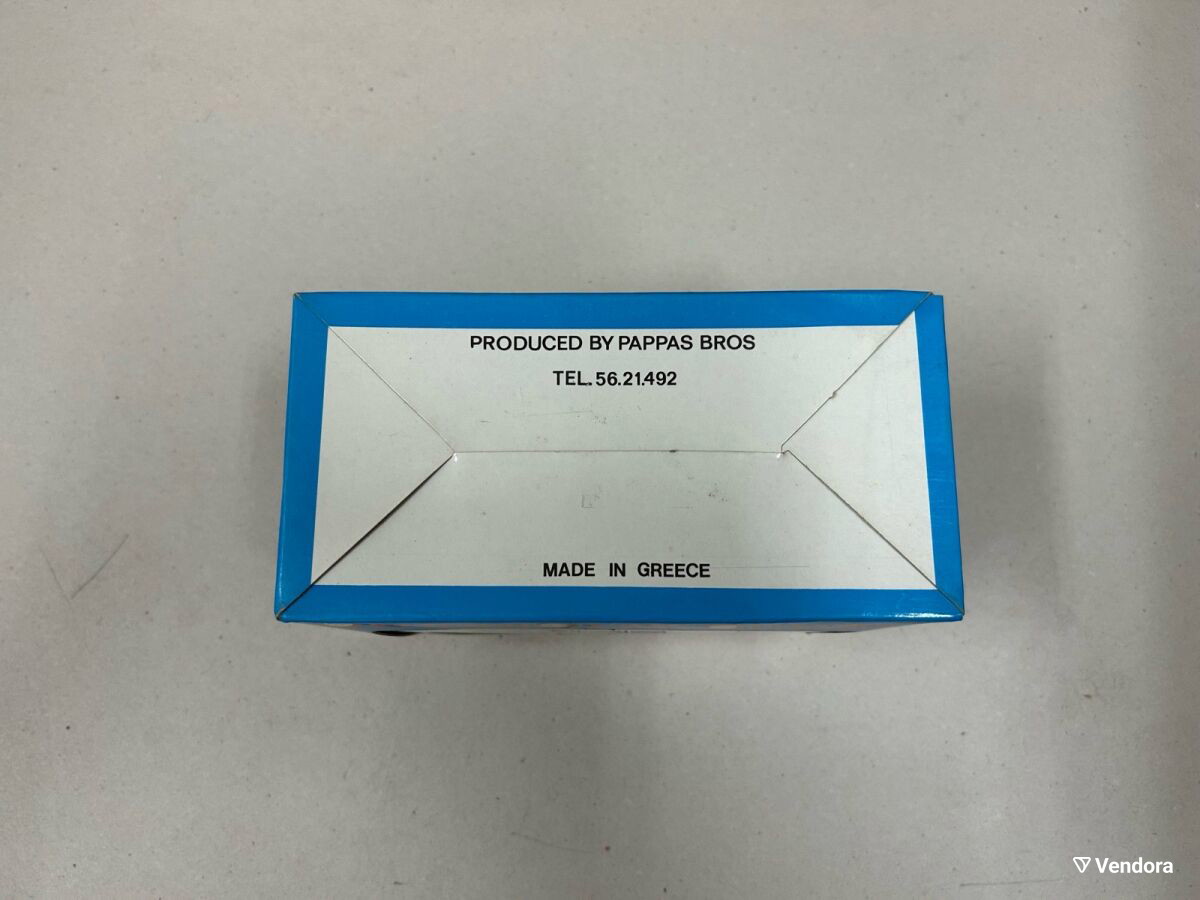 PRODUCED BY PAPPAS BROS
TEL. 56.21.492
MADE IN GREECE
Vendora